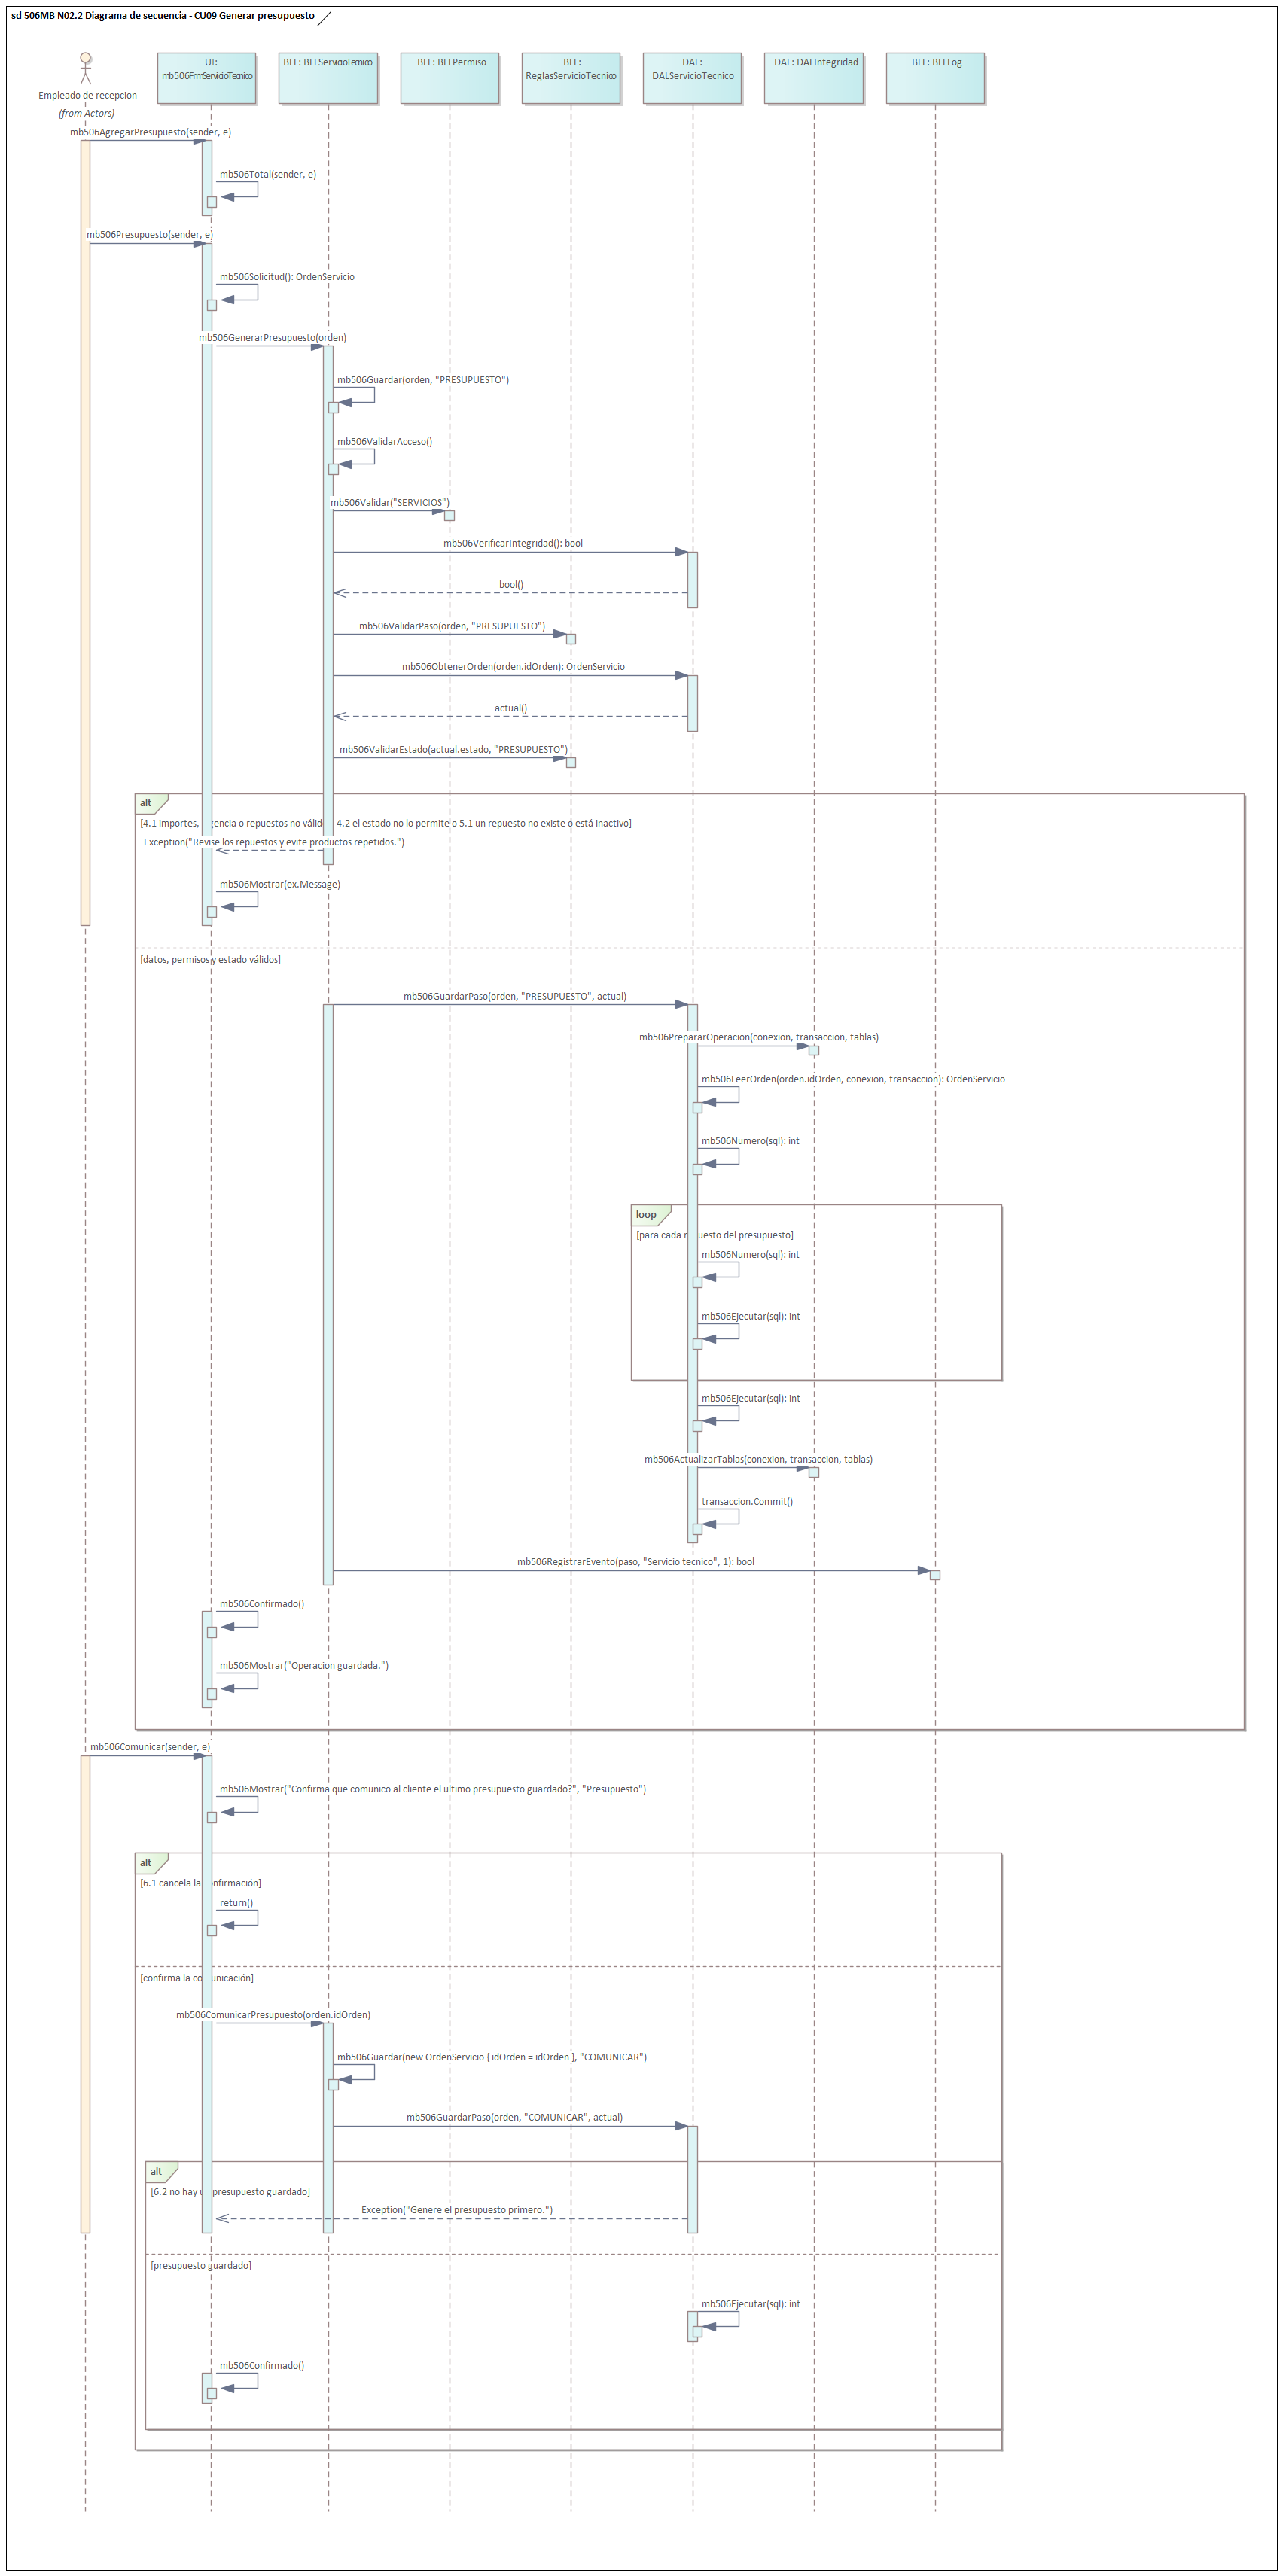 sd 506MB N02.2 Diagrama de secuencia - CU09 Generar presupuesto
Empleado de recepcion
(from Actors)
UI:
mb506FrmServicioTecnico
BLL: BLLServicioTecnico
BLL: BLLPermiso
BLL:
ReglasServicioTecnico
DAL:
DALServicioTecnico
DAL: DALIntegridad
BLL: BLLLog
mb506AgregarPresupuesto(sender, e)
mb506Total(sender, e)
mb506Presupuesto(sender, e)
mb506Solicitud(): OrdenServicio
mb506GenerarPresupuesto(orden)
mb506Guardar(orden, "PRESUPUESTO")
mb506ValidarAcceso()
mb506Validar("SERVICIOS")
mb506VerificarIntegridad(): bool
bool()
mb506ValidarPaso(orden, "PRESUPUESTO")
mb506ObtenerOrden(orden.idOrden): OrdenServicio
actual()
mb506ValidarEstado(actual.estado, "PRESUPUESTO")
alt
[4.1 importes, gencia o repuestos no válid 4.2 el estado no lo permite o 5.1 un repuesto no existe o está inactivo]
Exception("Revise los repuestos y evite productos repetidos.")
mb506Mostrar(ex.Message)
[datos, permisos y estado válidos]
mb506GuardarPaso(orden, "PRESUPUESTO", actual)
mb506PrepararOperacion(conexion, transaccion, tablas)
mb506LeerOrden(orden.idOrden, conexion, transaccion): OrdenServicio
mb506Numero(sql): int
loop
[para cada r uesto del presupuesto]
mb506Numero(sql): int
mb506Ejecutar(sql): int
mb506Ejecutar(sql): int
mb506ActualizarTablas(conexion, transaccion, tablas)
transaccion.Commit()
mb506RegistrarEvento(paso, "Servicio tecnico", 1): bool
mb506Confirmado()
mb506Mostrar("Operacion guardada.")
mb506Comunicar(sender, e)
mb506Mostrar("Confirma que comunico al cliente el ultimo presupuesto guardado?", "Presupuesto")
alt
[6.1 cancela la onfirmación]
return()
[confirma la co unicación]
mb506ComunicarPresupuesto(orden.idOrden)
mb506Guardar(new OrdenServicio { idOrden = idOrden }, "COMUNICAR")
mb506GuardarPaso(orden, "COMUNICAR", actual)
alt
[6.2 no hay u presupuesto guardado]
Exception("Genere el presupuesto primero.")
[presupuesto guardado]
mb506Ejecutar(sql): int
mb506Confirmado()